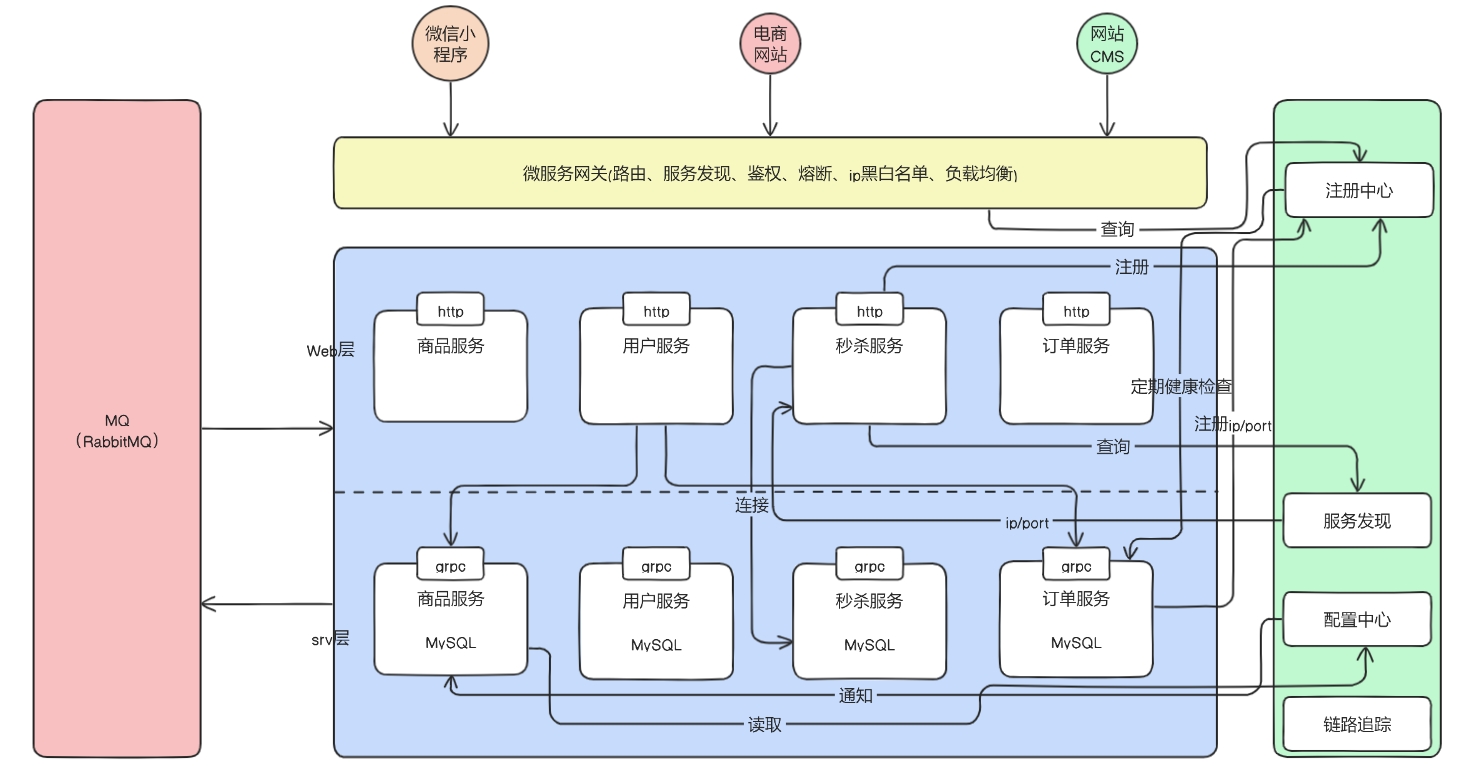 微信小
程序
电商
网站
网站
CMS
微服务网关(路由、服务发现、鉴权、熔断、ip黑白名单、负载均衡)
注册中心
查询
注册
http
http
http
http
Web层
商品服务
用户服务
秒杀服务
订单服务
定期健康检查
MQ
(RabbitMQ)
注册ip/port
查询
连接
ip/port
服务发现
grpc
grpc
grpc
grpc
商品服务
用户服务
秒杀服务
订单服务
配置中心
srv层
MySQL
MySQL
MySQL
MySQL
通知
读取
链路追踪